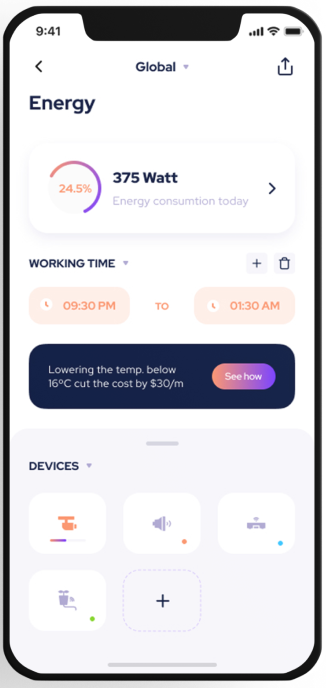 9:41
Global
Energy
24.5%
375 Watt
Energy consumtion today
WORKING TIME
09:30 PM TO 01:30 AM
Lowering the temp. below
16ºC cut the cost by $30/m
See how
DEVICES